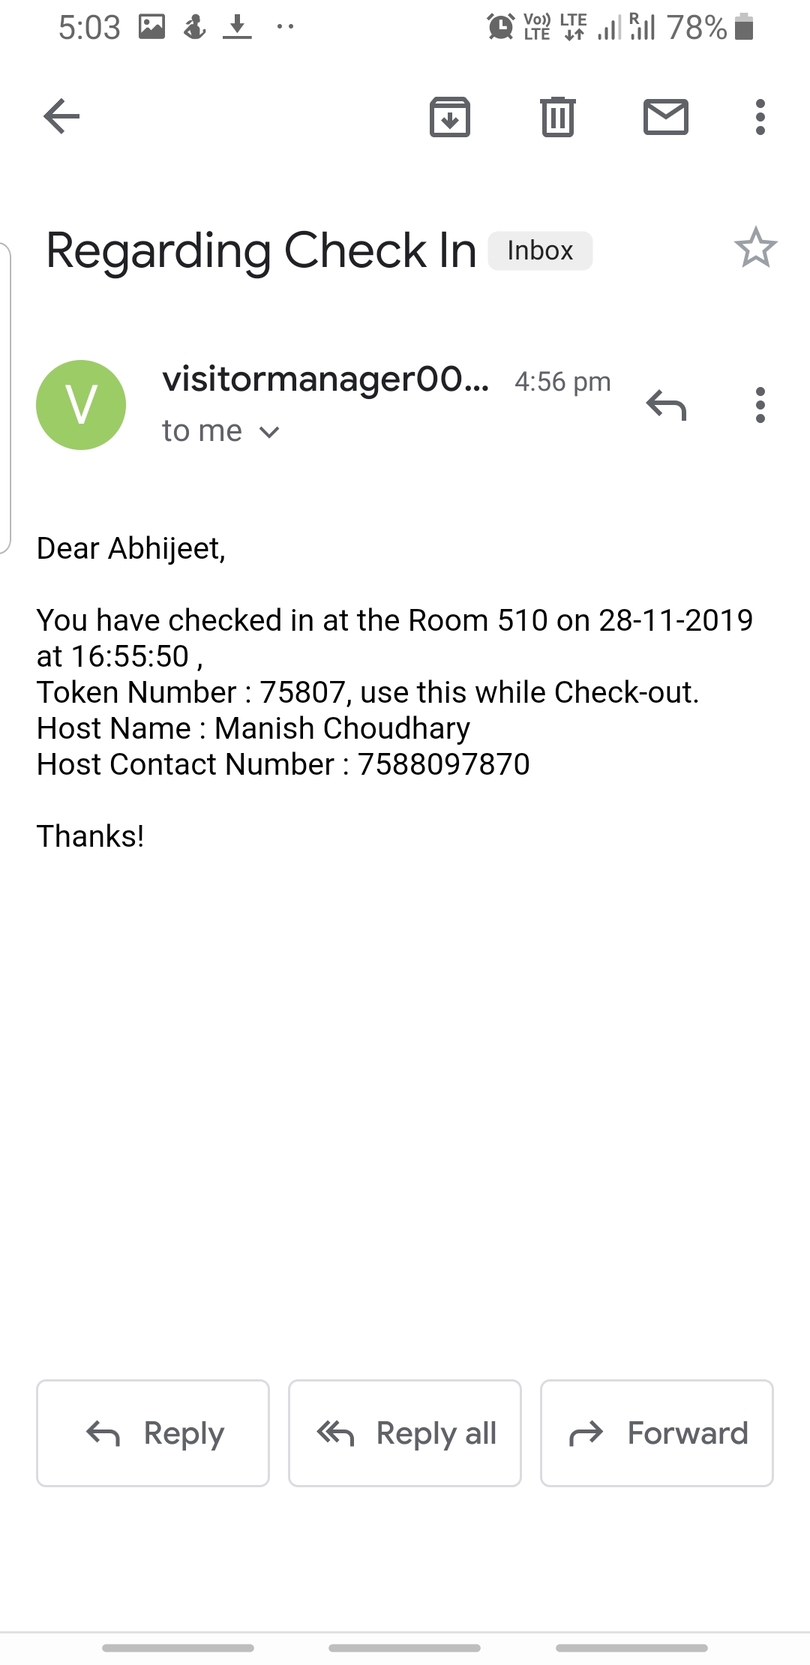 5:03 Vo)) LTE LTE R 78%
Regarding Check In Inbox
V
visitormanager00... 4:56 pm
to me
Dear Abhijeet,
You have checked in at the Room 510 on 28-11-2019
at 16:55:50 ,
Token Number : 75807, use this while Check-out.
Host Name : Manish Choudhary
Host Contact Number : 7588097870
Thanks!
Reply Reply all Forward